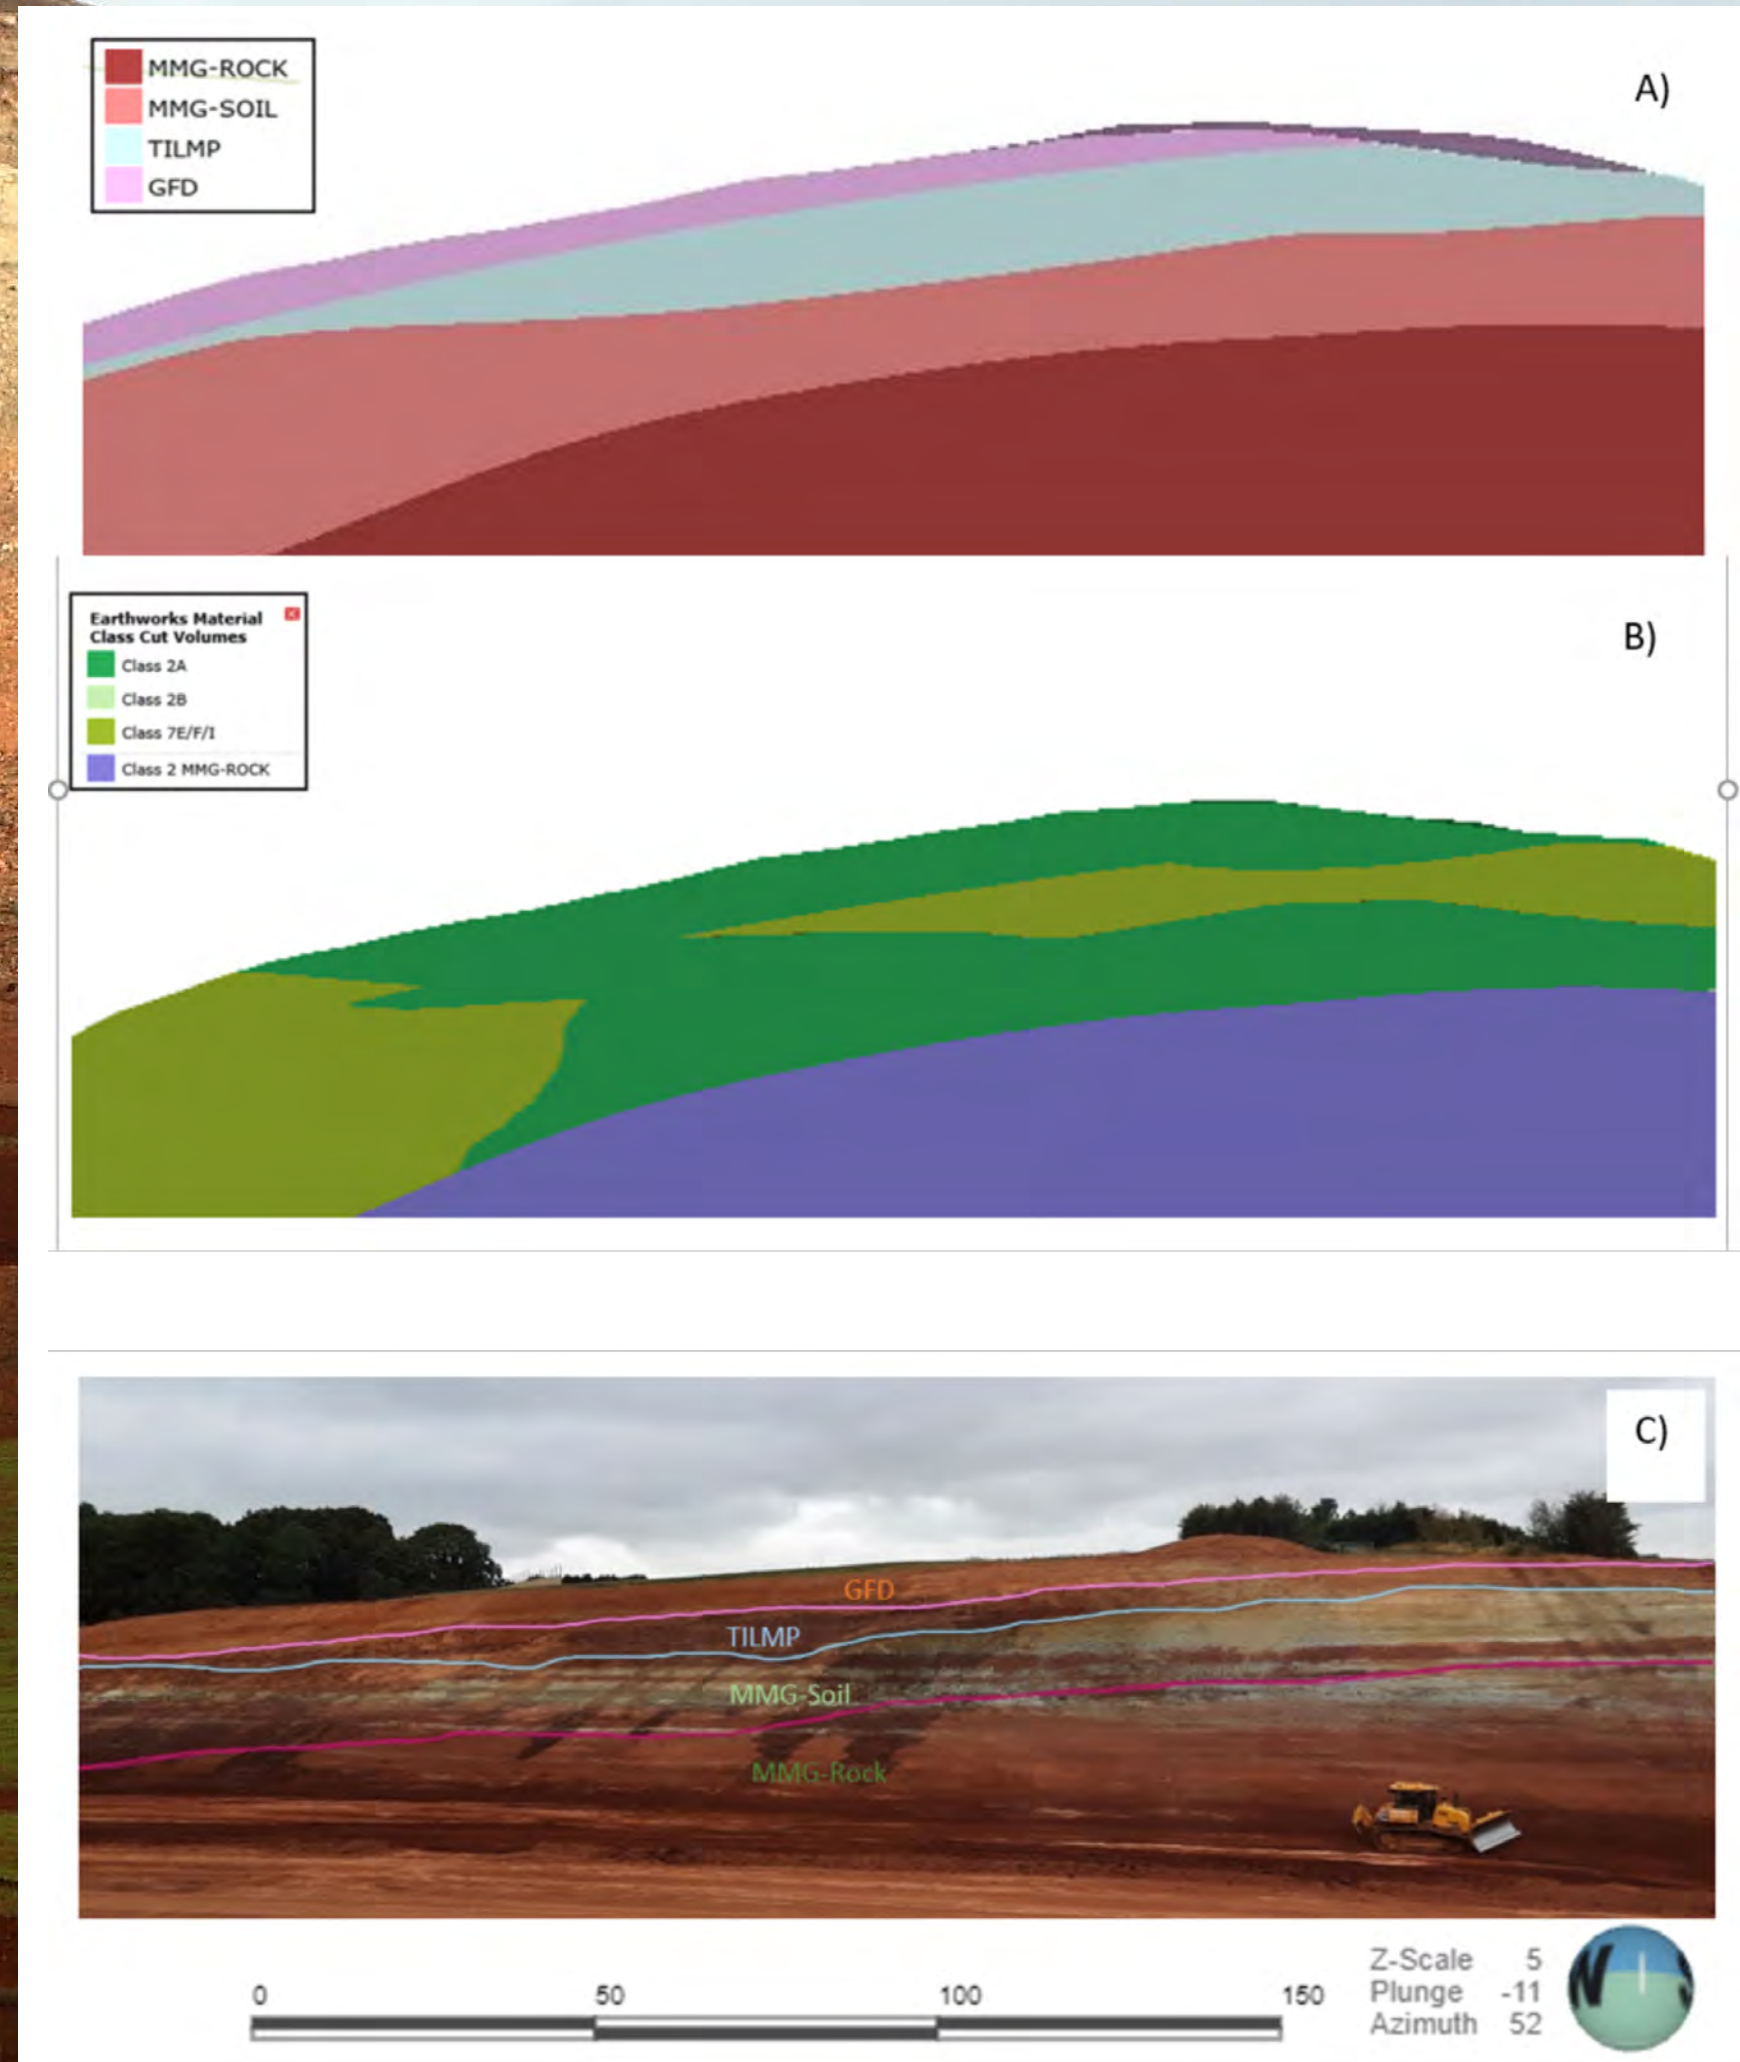 MMG-ROCK
MMG-SOIL
TILMP
GFD
A)
Earthworks Material
Class Cut Volumes
Class 2A
Class 2B
Class 7E/F/I
Class 2 MMG-ROCK
B)
C)
GFD
TILMP
MMG-Soil
MMG-Rock
0 50 100 150
Z-Scale 5
Plunge -11
Azimuth 52
N S